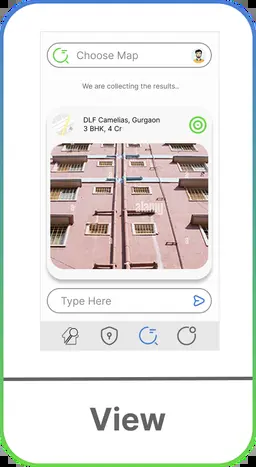 Choose Map
We are collecting the results..
DLF Camelias, Gurgaon
3 BHK, 4 Cr
alamy
Type Here
View